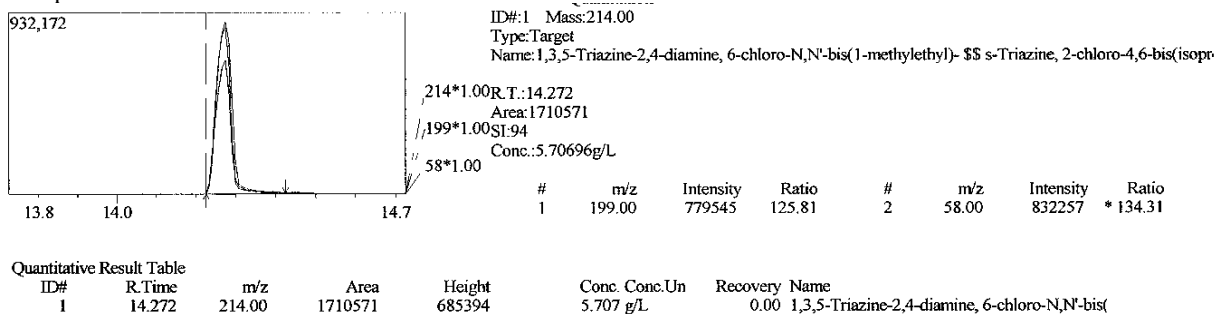 932,172
ID#:1 Mass:214.00
Type:Target
Name:1,3,5-Triazine-2,4-diamine, 6-chloro-N,N'-bis(1-methylethyl)- $$ s-Triazine, 2-chloro-4,6-bis(isopr
214*1.00
R.T.:14.272
Area:1710571
199*1.00
SI:94
Conc.:5.70696g/L
58*1.00
# m/z Intensity Ratio # m/z Intensity Ratio
1 199.00 779545 125.81 2 58.00 832257 * 134.31
13.8 14.0 14.7
Quantitative Result Table
ID# R.Time m/z Area Height Conc. Conc.Un Recovery Name
1 14.272 214.00 1710571 685394 5.707 g/L 0.00 1,3,5-Triazine-2,4-diamine, 6-chloro-N,N'-bis(